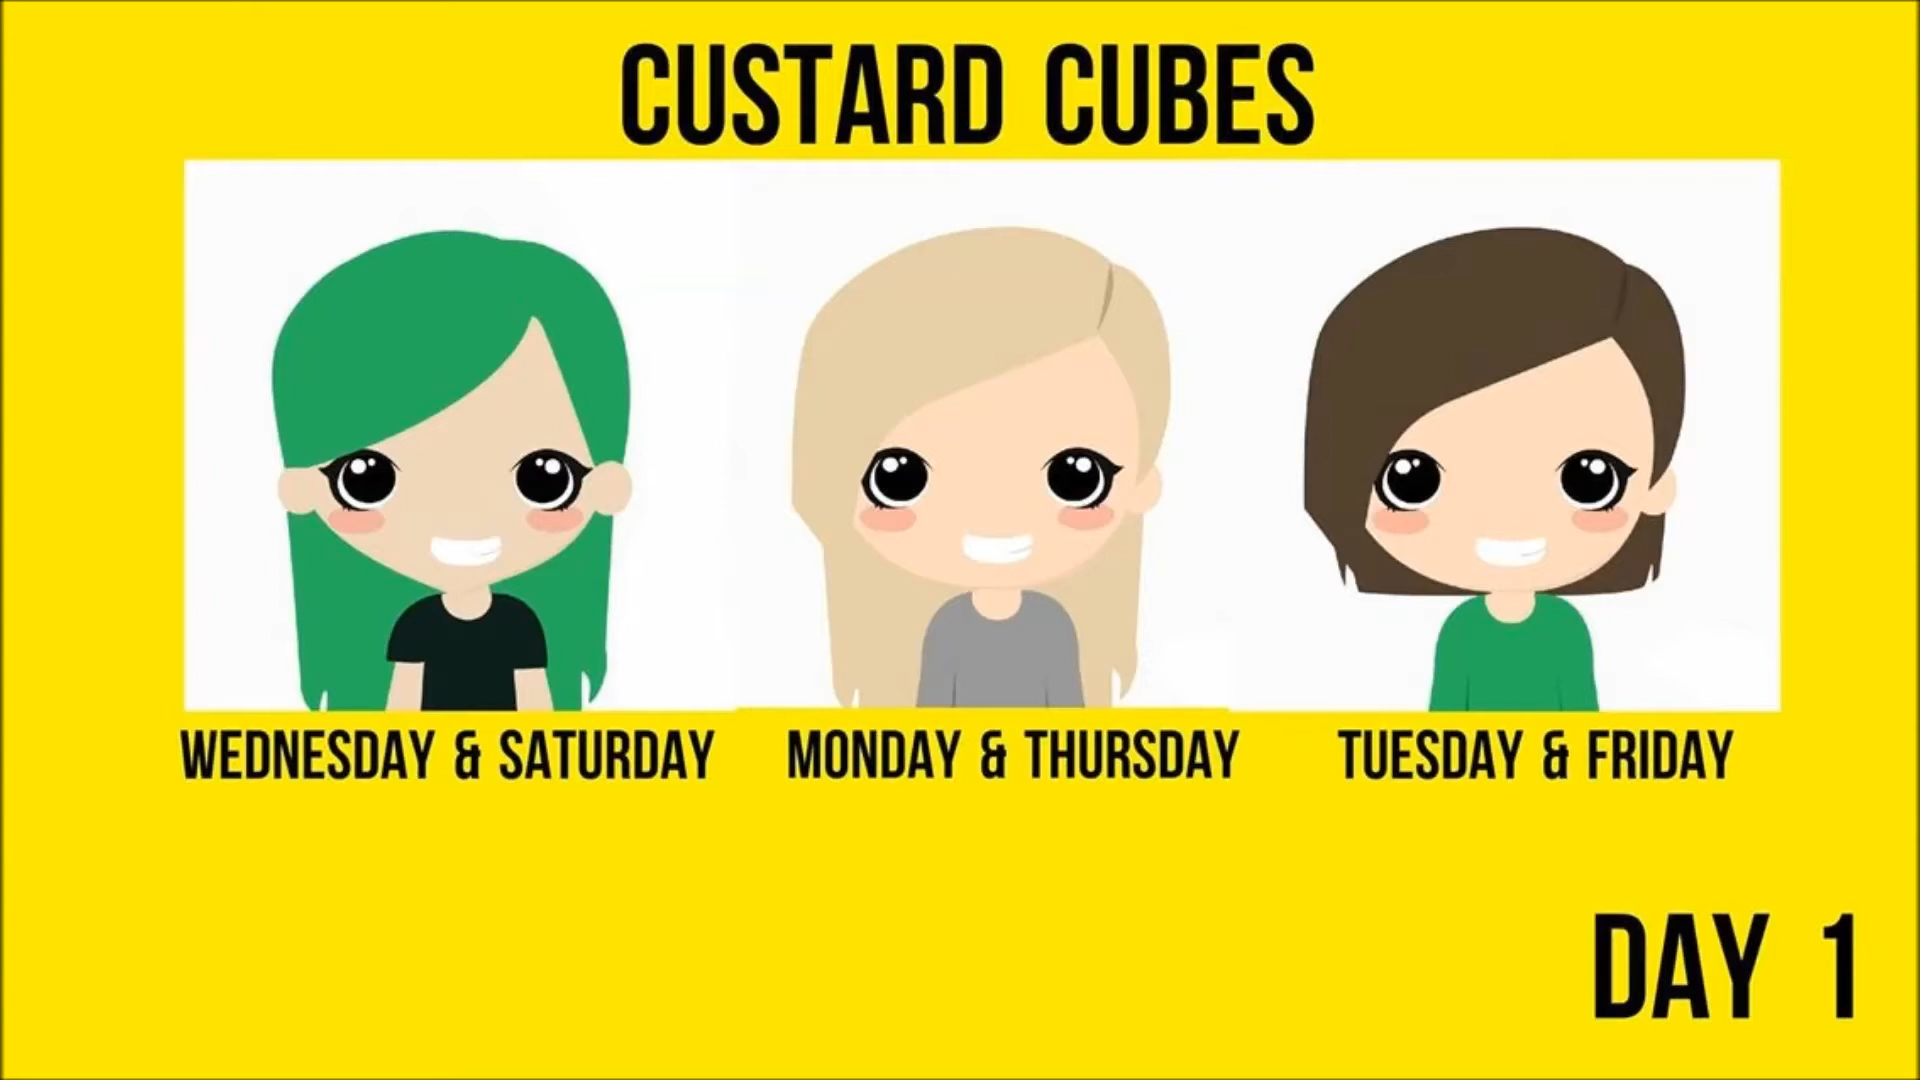 CUSTARD CUBES
WEDNESDAY & SATURDAY
MONDAY & THURSDAY
TUESDAY & FRIDAY
DAY 1